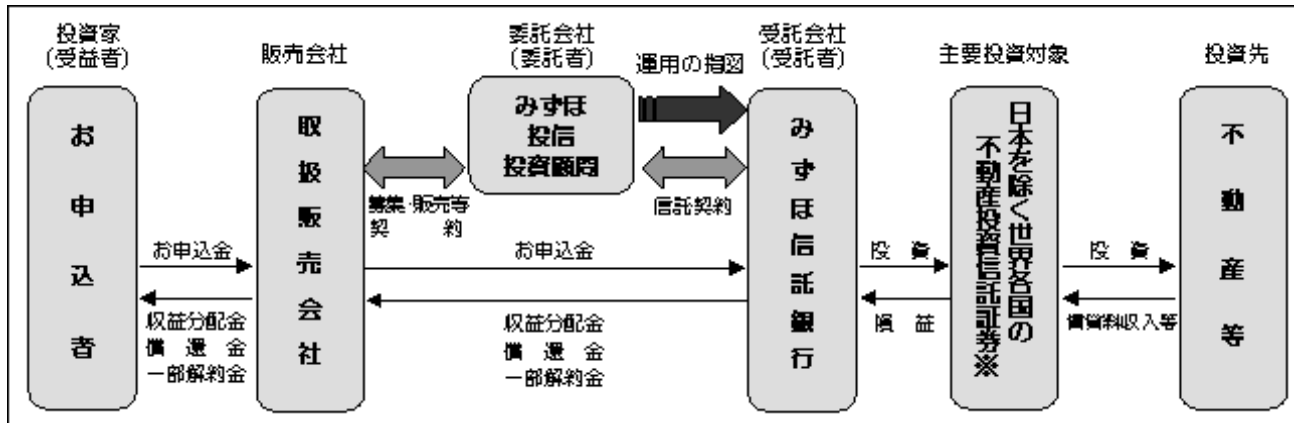 投資家
(受益者)
お申込者
お申込金
収益分配金
償還金
一部解約金
販売会社
取扱販売会社
募集・販売等
契約
委託会社
(委託者)
みずほ
投信
投資顧問
運用の指図
信託契約
お申込金
収益分配金
償還金
一部解約金
受託会社
(受託者)
みずほ信託銀行
投資
損益
主要投資対象
日本を除く世界各国の
不動産投資信託証券※
投資
賃貸料収入等
投資先
不動産等